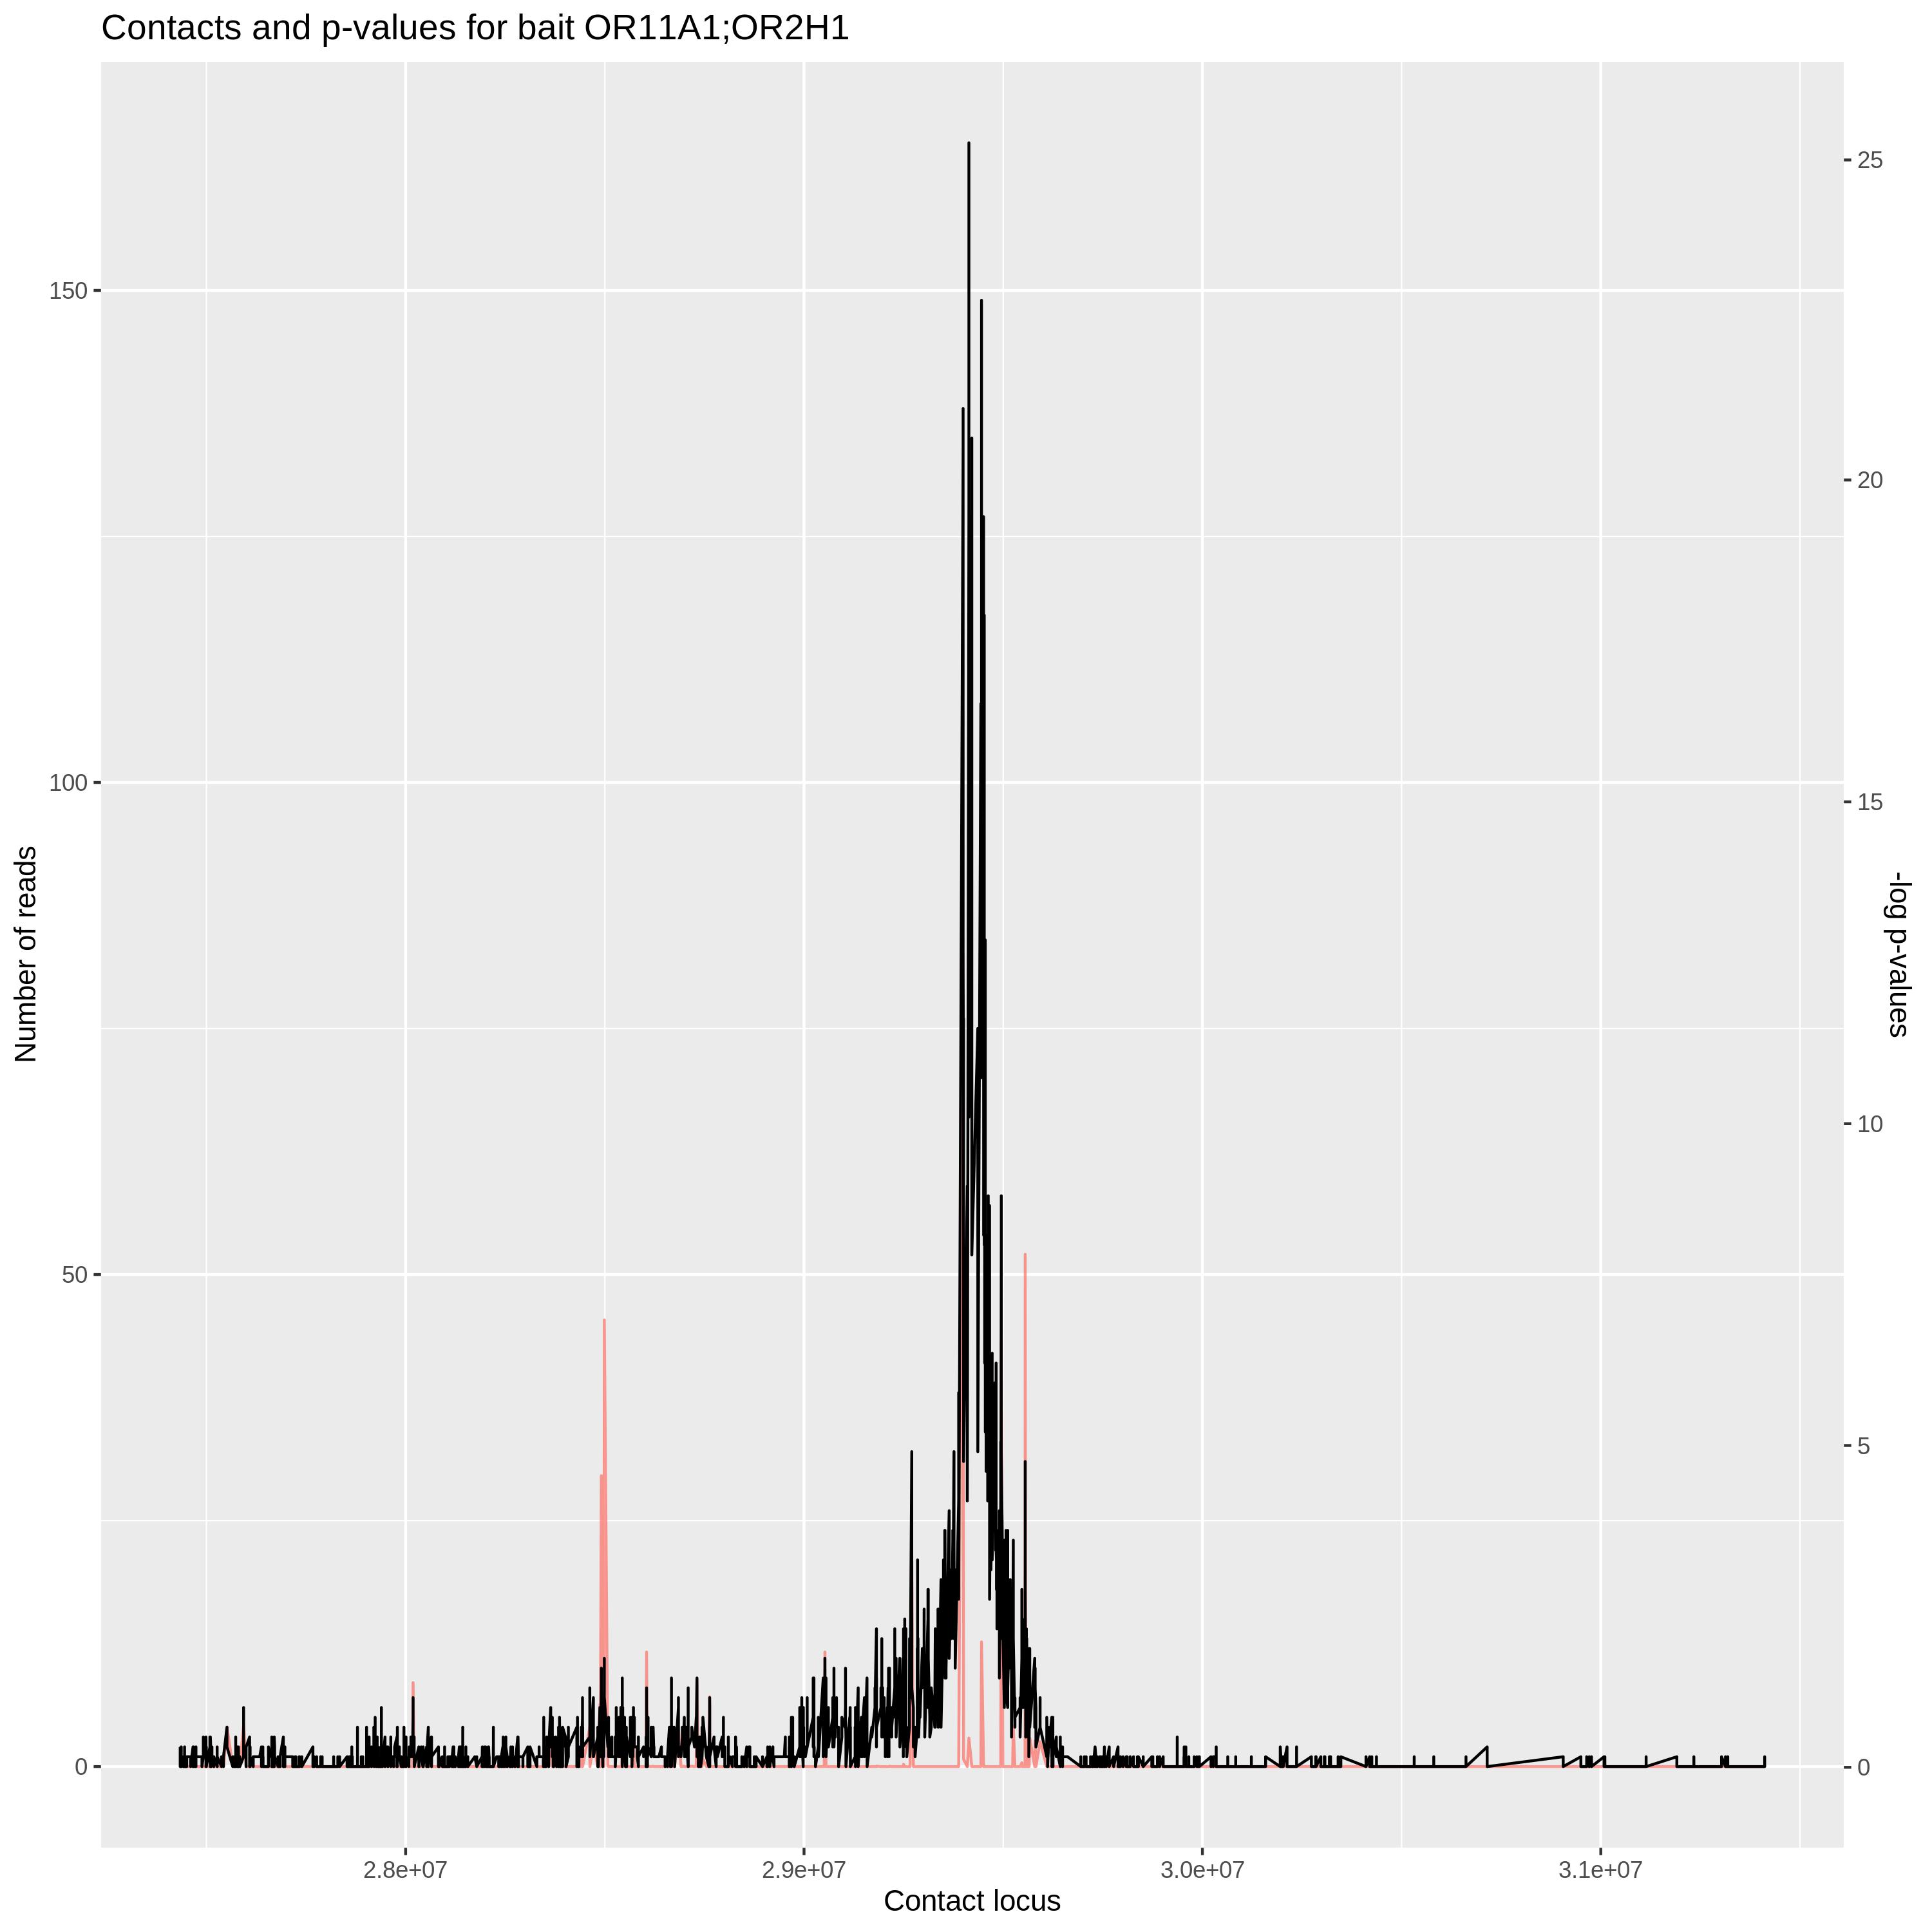 Contacts and p-values for bait OR11A1;OR2H1
Number of reads
150
100
50
0
25
20
15
10
5
0
-log p-values
2.8e+07
2.9e+07
3.0e+07
3.1e+07
Contact locus